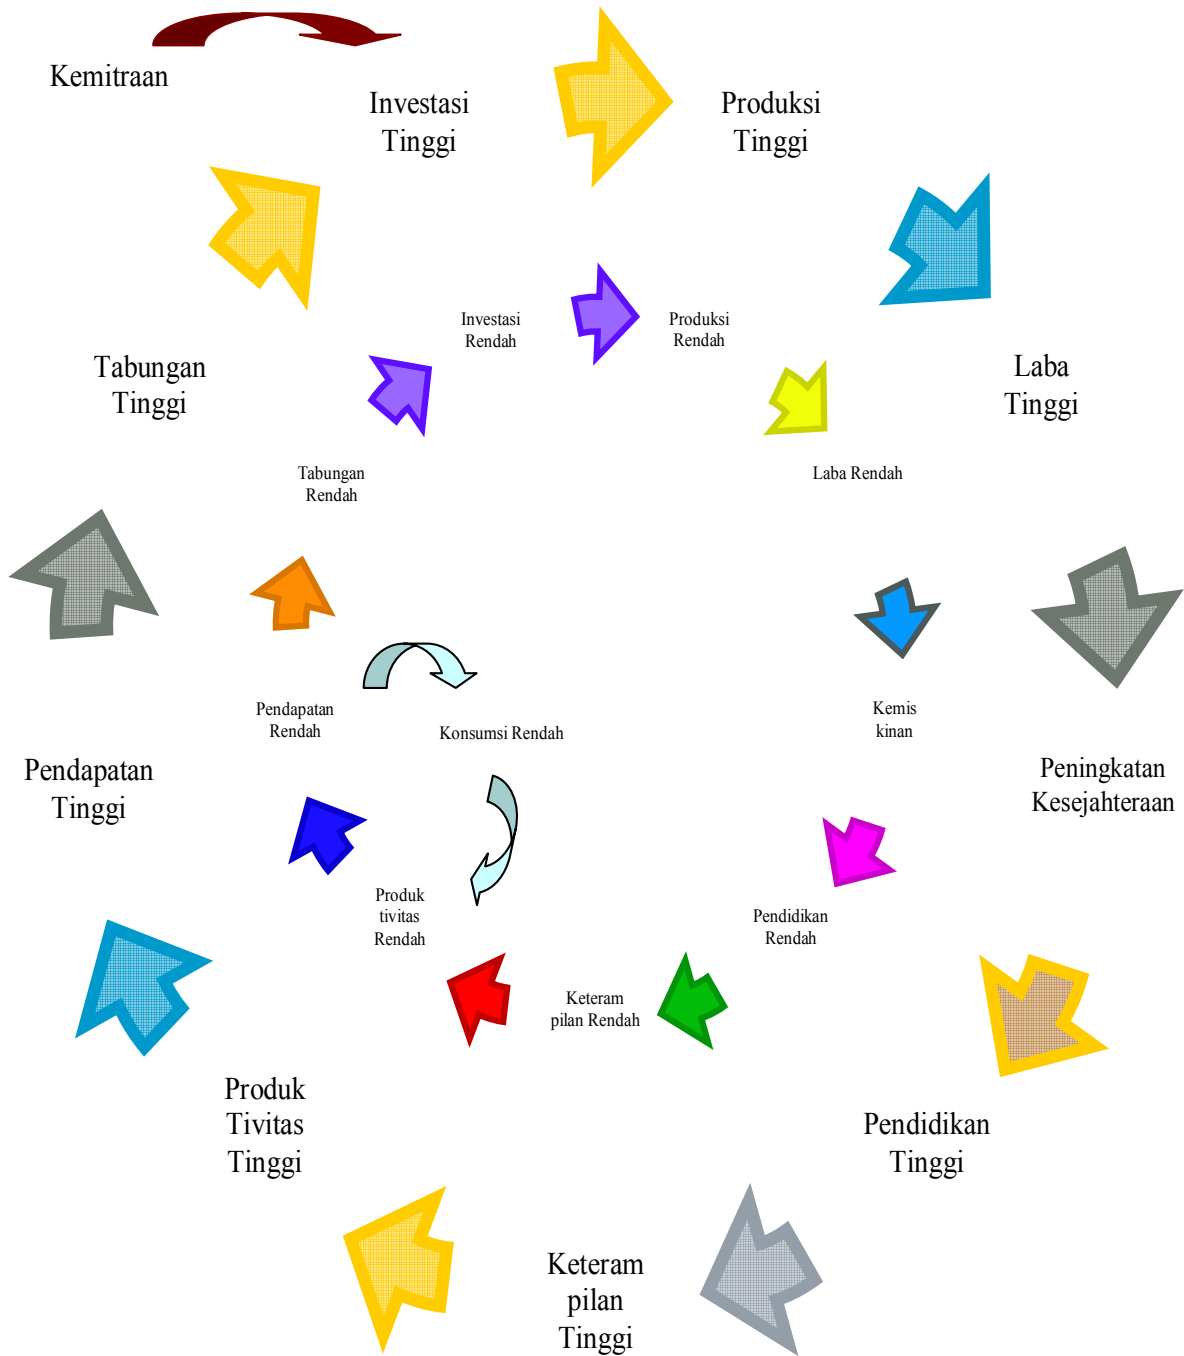 Kemitraan
Investasi
Tinggi
Produksi
Tinggi
Investasi
Rendah
Produksi
Rendah
Tabungan
Tinggi
Laba
Tinggi
Tabungan
Rendah
Laba Rendah
Pendapatan
Rendah
Konsumsi Rendah
Kemis
kinan
Pendapatan
Tinggi
Peningkatan
Kesejahteraan
Produk
tivitas
Rendah
Pendidikan
Rendah
Keteram
pilan Rendah
Produk
Tivitas
Tinggi
Pendidikan
Tinggi
Keteram
pilan
Tinggi